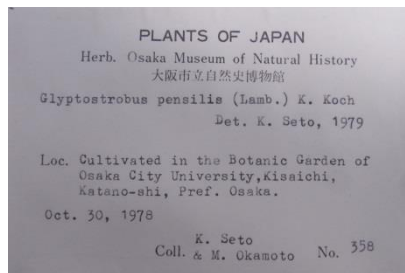 PLANTS OF JAPAN
Herb. Osaka Museum of Natural History
大阪市立自然史博物館
Glyptostrobus pensilis (Lamb.) K. Koch
Det. K. Seto, 1979
Loc. Cultivated in the Botanic Garden of
Osaka City University,Kisaichi,
Katano-shi, Pref. Osaka.
Oct. 30, 1978
K. Seto
Coll. & M. Okamoto No. 358